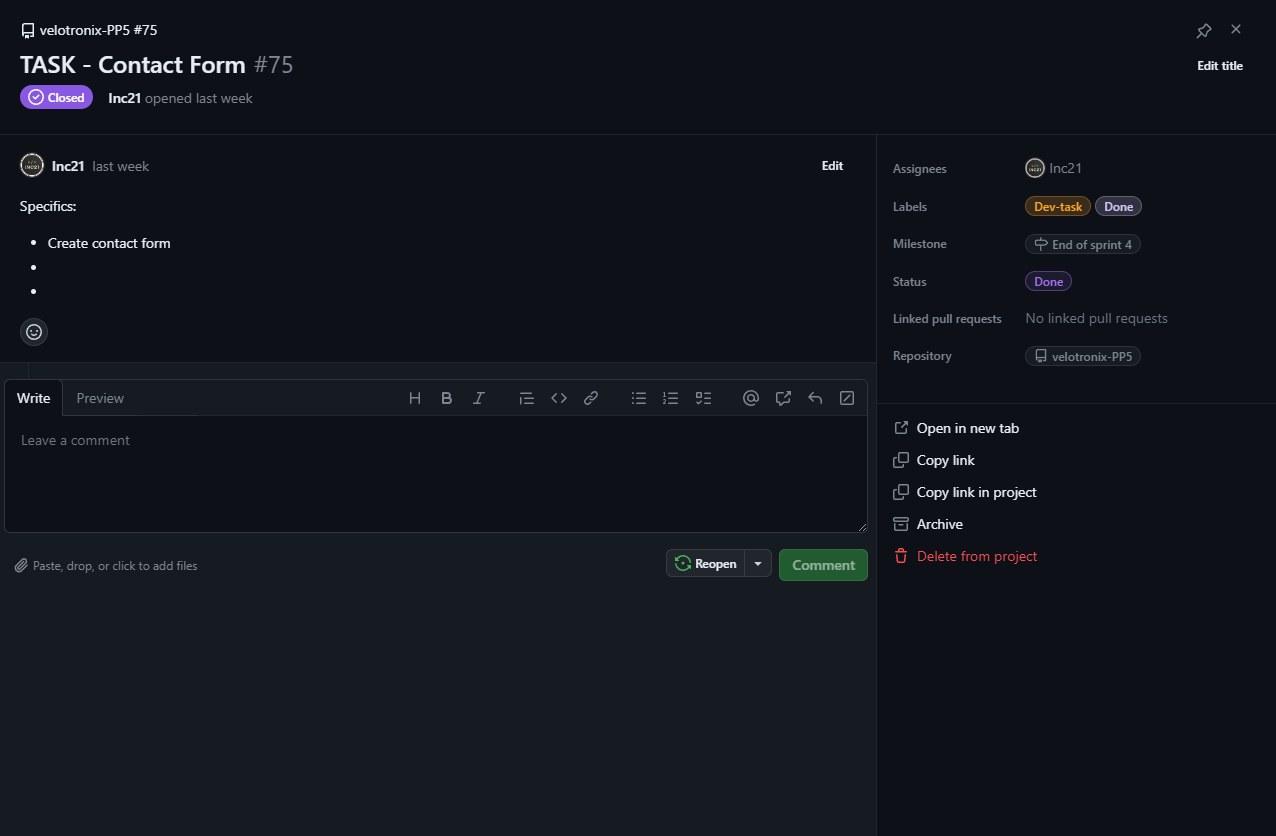 velotronix-PP5 #75
TASK - Contact Form #75
Edit title
Closed
Inc21 opened last week
Inc21 last week
Edit
Specifics:
• Create contact form
•
•
Assignees
Inc21
Labels
Dev-task Done
Milestone
End of sprint 4
Status
Done
Linked pull requests
No linked pull requests
Repository
velotronix-PP5
Write
Preview
Leave a comment
Paste, drop, or click to add files
Reopen
Comment
Open in new tab
Copy link
Copy link in project
Archive
Delete from project